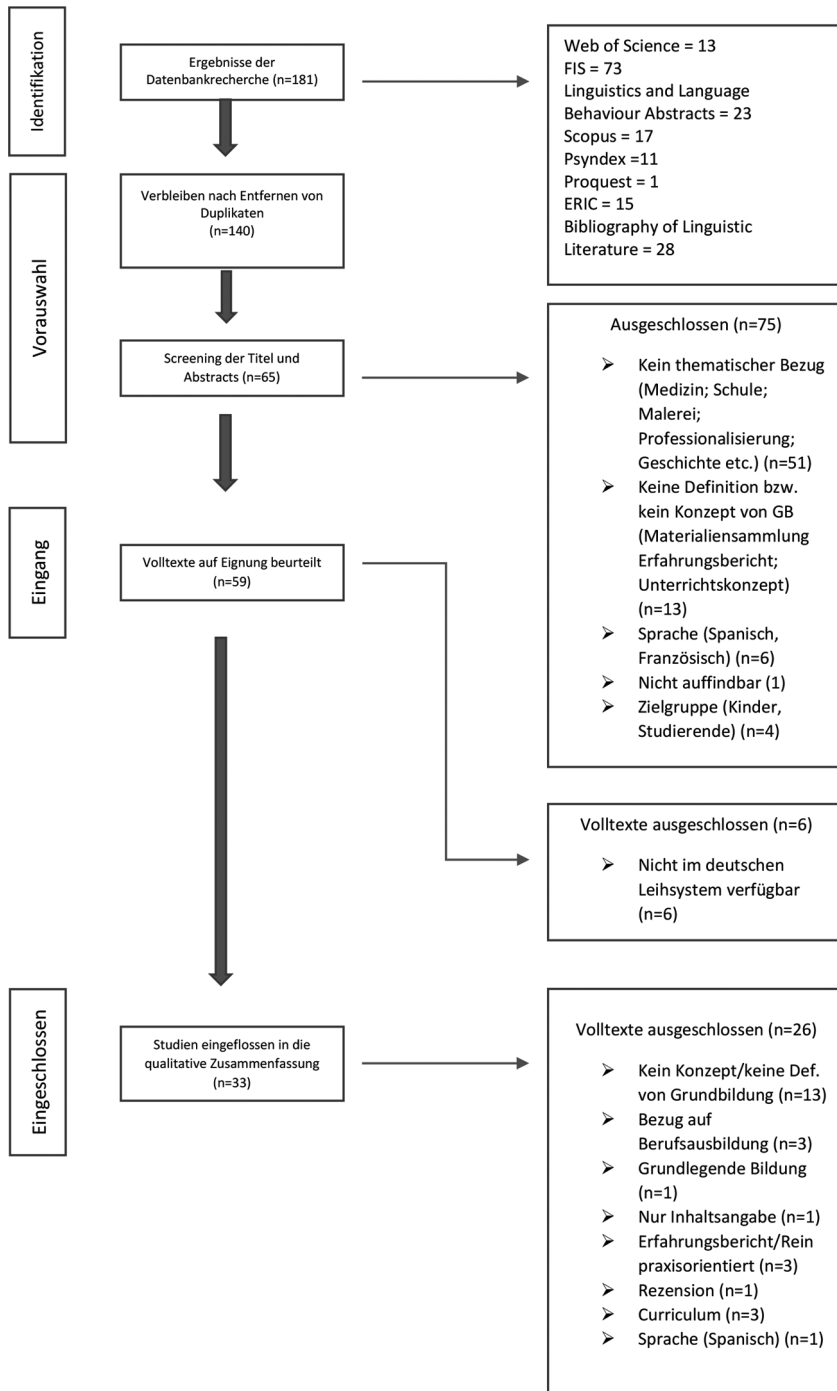 Identifikation
Ergebnisse der
Datenbankrecherche (n=181)
Web of Science = 13
FIS = 73
Linguistics and Language
Behaviour Abstracts = 23
Scopus = 17
Psyndex =11
Proquest = 1
ERIC = 15
Bibliography of Linguistic
Literature = 28
Vorauswahl
Verbleiben nach Entfernen von
Duplikaten
(n=140)
Screening der Titel und
Abstracts (n=65)
Ausgeschlossen (n=75)
➢ Kein thematischer Bezug
(Medizin; Schule;
Malerei;
Professionalisierung;
Geschichte etc.) (n=51)
➢ Keine Definition bzw.
kein Konzept von GB
(Materialiensammlung
Erfahrungsbericht;
Unterrichtskonzept)
(n=13)
➢ Sprache (Spanisch,
Französisch) (n=6)
➢ Nicht auffindbar (1)
➢ Zielgruppe (Kinder,
Studierende) (n=4)
Eingang
Volltexte auf Eignung beurteilt
(n=59)
Volltexte ausgeschlossen (n=6)
➢ Nicht im deutschen
Leihsystem verfügbar
(n=6)
Eingeschlossen
Studien eingeflossen in die
qualitative Zusammenfassung
(n=33)
Volltexte ausgeschlossen (n=26)
➢ Kein Konzept/keine Def.
von Grundbildung (n=13)
➢ Bezug auf
Berufsausbildung (n=3)
➢ Grundlegende Bildung
(n=1)
➢ Nur Inhaltsangabe (n=1)
➢ Erfahrungsbericht/Rein
praxisorientiert (n=3)
➢ Rezension (n=1)
➢ Curriculum (n=3)
➢ Sprache (Spanisch) (n=1)